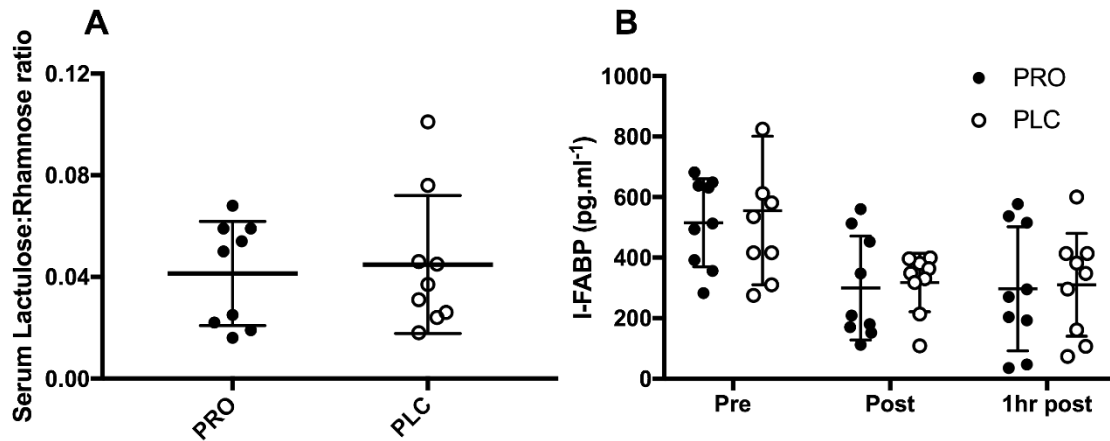 A
Serum Lactulose:Rhamnose ratio
0.12
0.08
0.04
0.00
PRO
PLC
B
I-FABP (pg.ml⁻¹)
1000
800
600
400
200
0
PRO
PLC
Pre
Post
1hr post